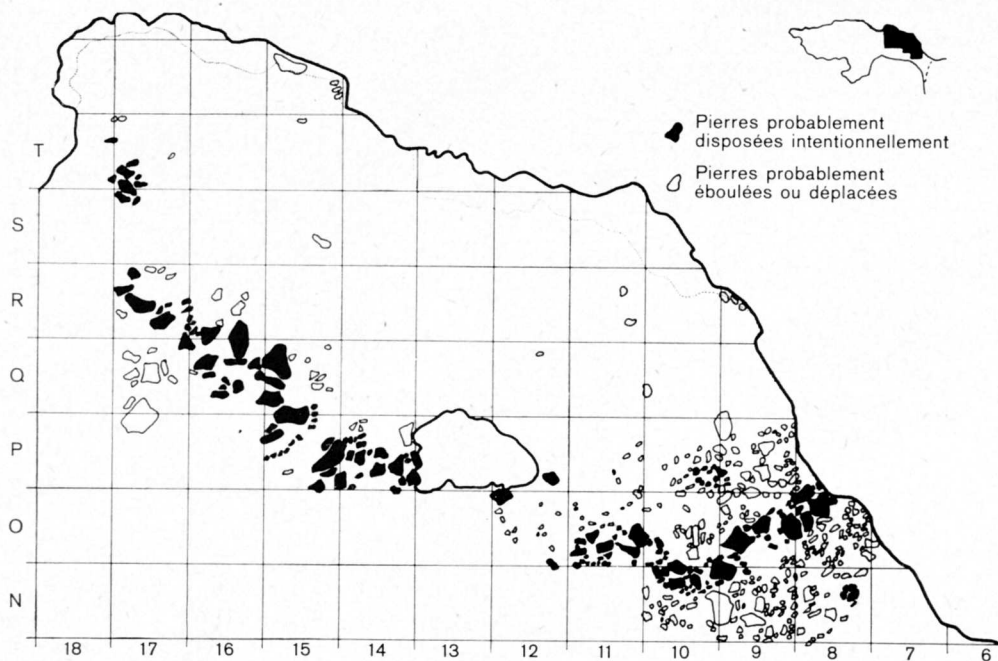 Pierres probablement
disposées intentionnellement
Pierres probablement
éboulées ou déplacées
T
S
R
Q
P
O
N
18 17 16 15 14 13 12 11 10 9 8 7 6